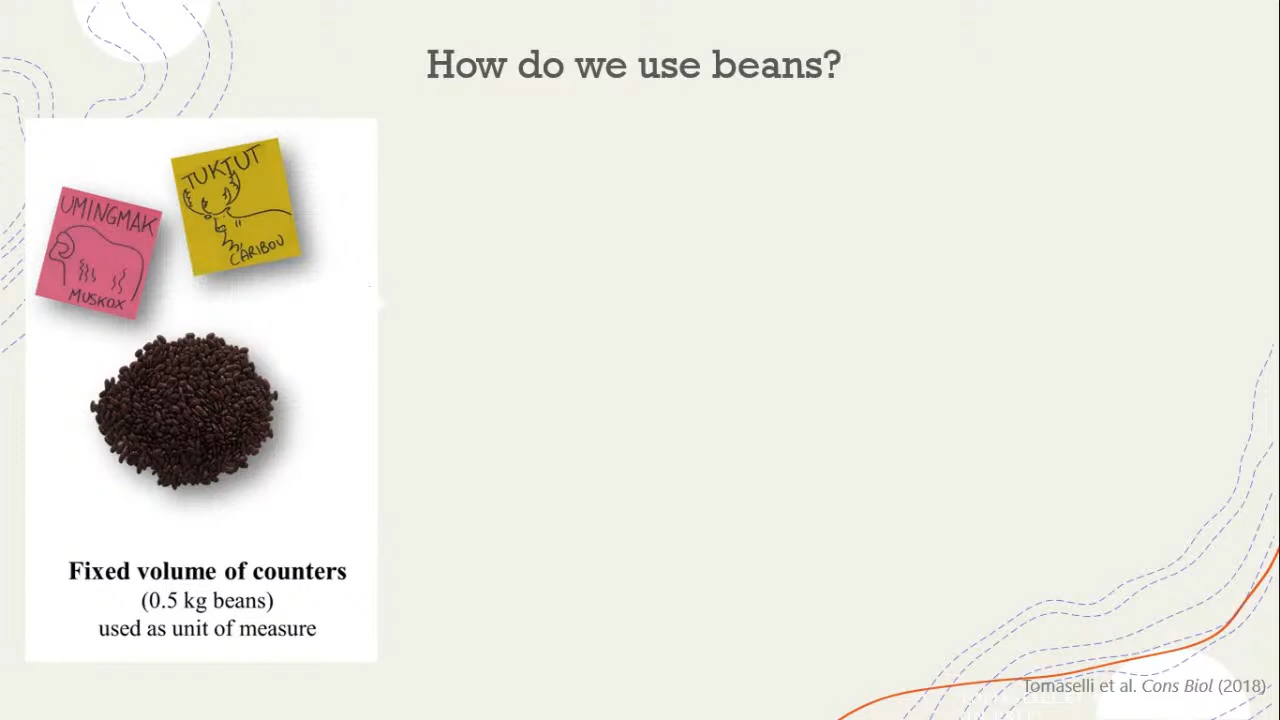 How do we use beans?
TUKTUT
CARIBOU
UMINGMAK
MUSKOX
Fixed volume of counters
(0.5 kg beans)
used as unit of measure
Tomaselli et al. Cons Biol (2018)